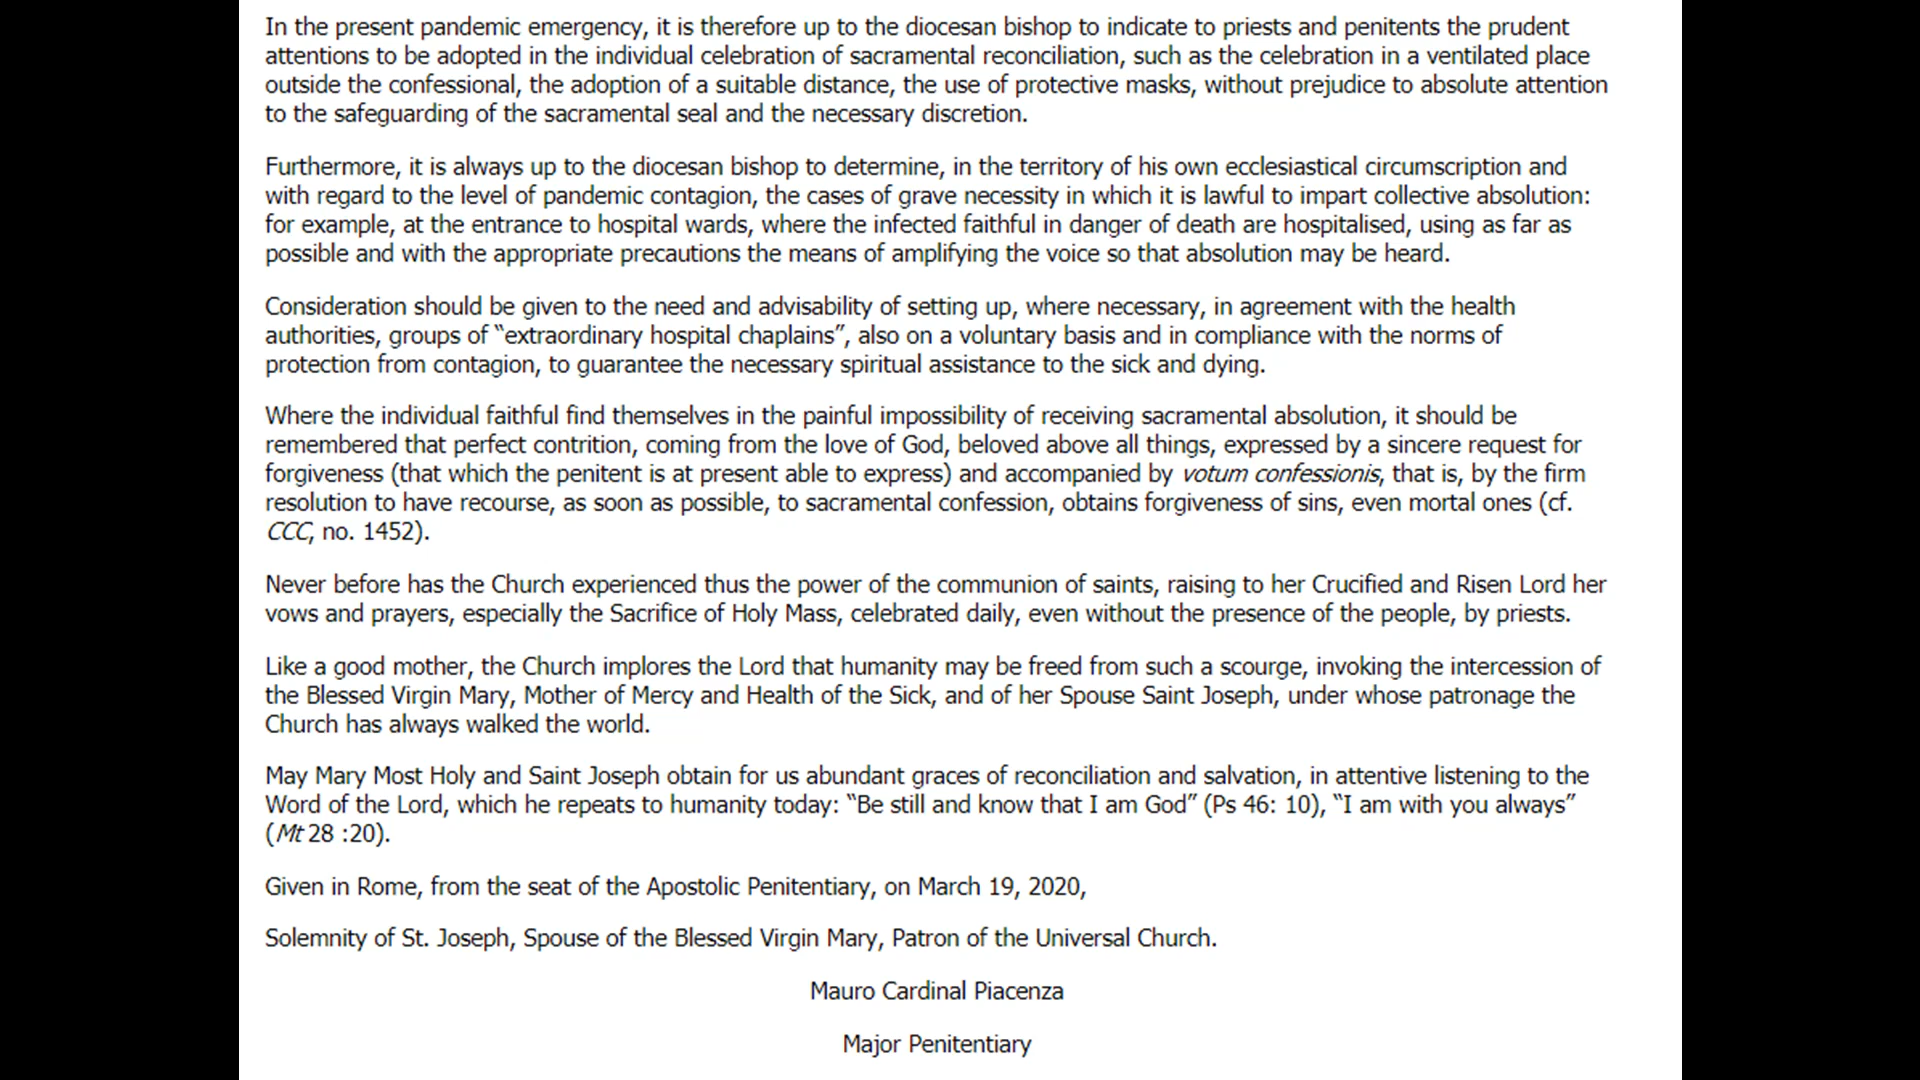 In the present pandemic emergency, it is therefore up to the diocesan bishop to indicate to priests and penitents the prudent
attentions to be adopted in the individual celebration of sacramental reconciliation, such as the celebration in a ventilated place
outside the confessional, the adoption of a suitable distance, the use of protective masks, without prejudice to absolute attention
to the safeguarding of the sacramental seal and the necessary discretion.
Furthermore, it is always up to the diocesan bishop to determine, in the territory of his own ecclesiastical circumscription and
with regard to the level of pandemic contagion, the cases of grave necessity in which it is lawful to impart collective absolution:
for example, at the entrance to hospital wards, where the infected faithful in danger of death are hospitalised, using as far as
possible and with the appropriate precautions the means of amplifying the voice so that absolution may be heard.
Consideration should be given to the need and advisability of setting up, where necessary, in agreement with the health
authorities, groups of “extraordinary hospital chaplains”, also on a voluntary basis and in compliance with the norms of
protection from contagion, to guarantee the necessary spiritual assistance to the sick and dying.
Where the individual faithful find themselves in the painful impossibility of receiving sacramental absolution, it should be
remembered that perfect contrition, coming from the love of God, beloved above all things, expressed by a sincere request for
forgiveness (that which the penitent is at present able to express) and accompanied by votum confessionis, that is, by the firm
resolution to have recourse, as soon as possible, to sacramental confession, obtains forgiveness of sins, even mortal ones (cf.
CCC, no. 1452).
Never before has the Church experienced thus the power of the communion of saints, raising to her Crucified and Risen Lord her
vows and prayers, especially the Sacrifice of Holy Mass, celebrated daily, even without the presence of the people, by priests.
Like a good mother, the Church implores the Lord that humanity may be freed from such a scourge, invoking the intercession of
the Blessed Virgin Mary, Mother of Mercy and Health of the Sick, and of her Spouse Saint Joseph, under whose patronage the
Church has always walked the world.
May Mary Most Holy and Saint Joseph obtain for us abundant graces of reconciliation and salvation, in attentive listening to the
Word of the Lord, which he repeats to humanity today: “Be still and know that I am God” (Ps 46: 10), “I am with you always”
(Mt 28 :20).
Given in Rome, from the seat of the Apostolic Penitentiary, on March 19, 2020,
Solemnity of St. Joseph, Spouse of the Blessed Virgin Mary, Patron of the Universal Church.
Mauro Cardinal Piacenza
Major Penitentiary